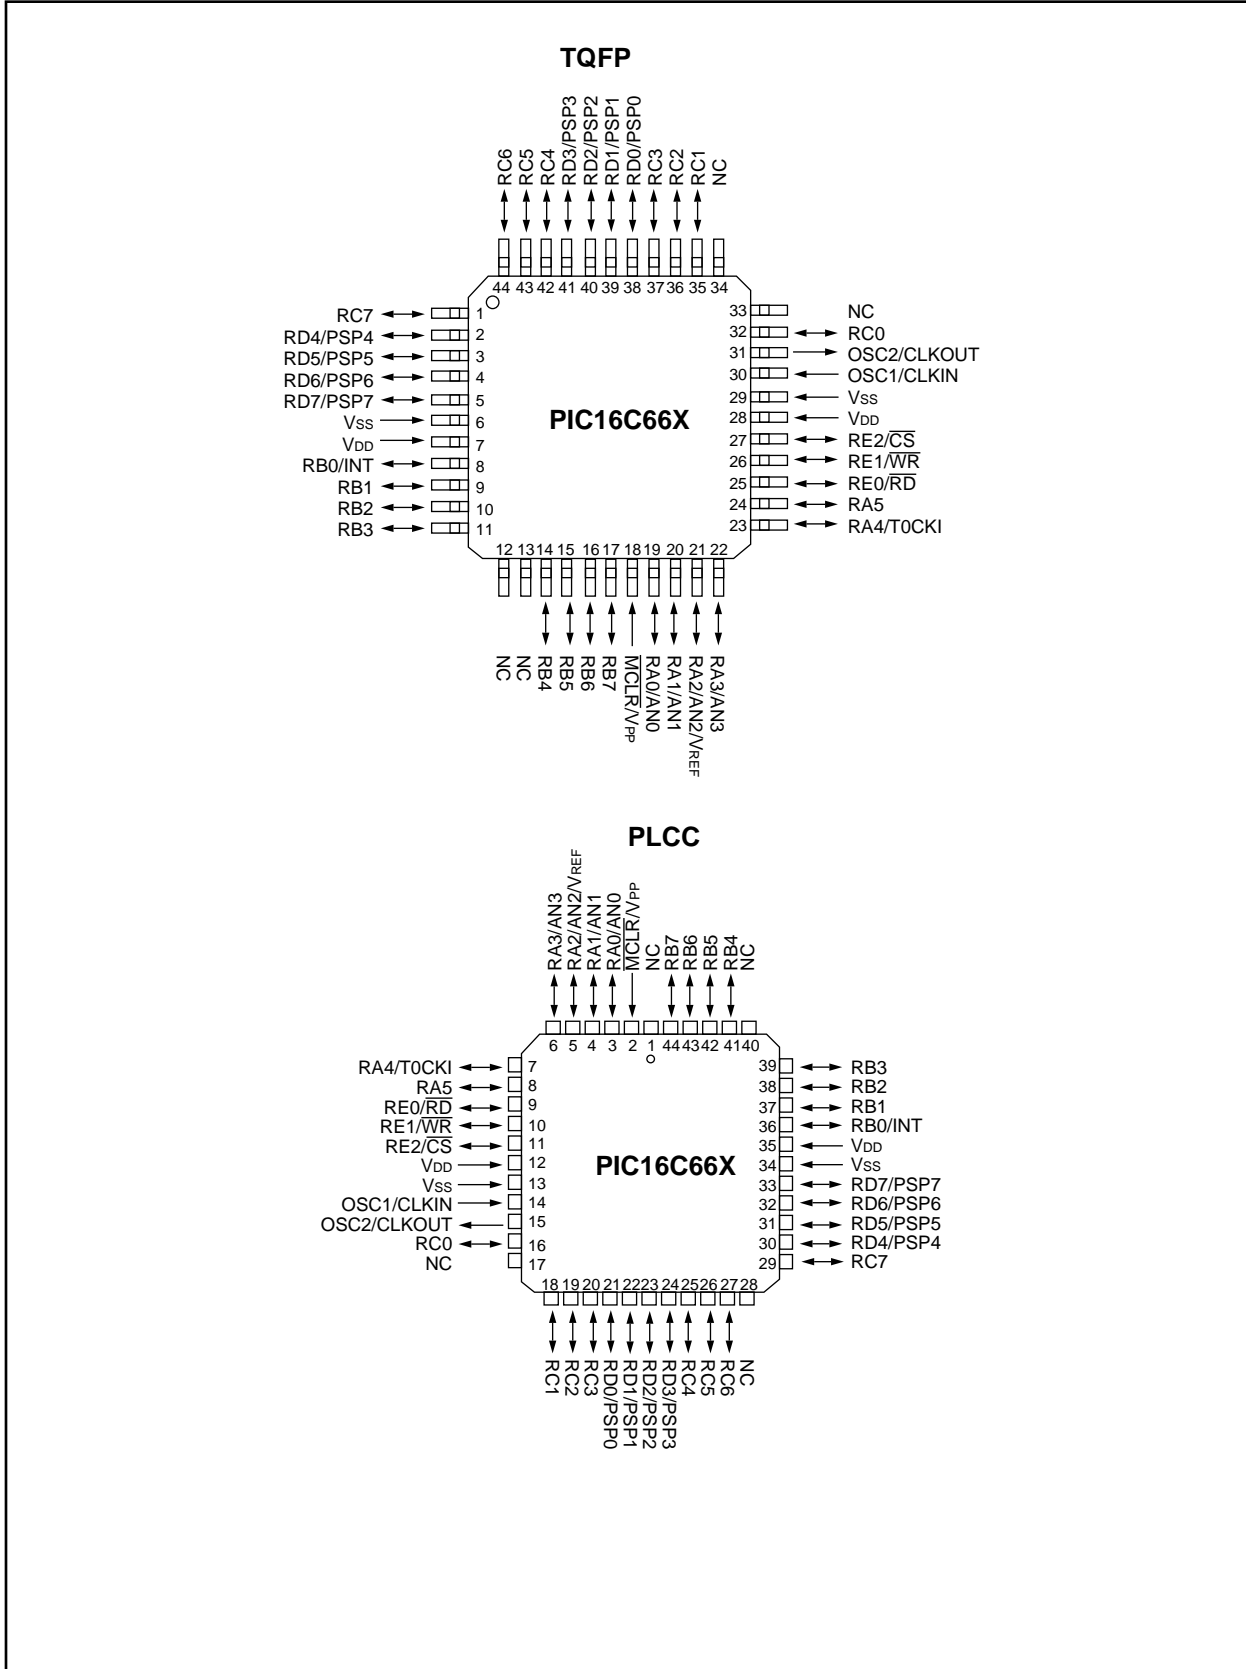 TQFP
RC6
RC5
RC4
RD3/PSP3
RD2/PSP2
RD1/PSP1
RD0/PSP0
RC3
RC2
RC1
NC
44 43 42 41 40 39 38 37 36 35 34
RC7 1
RD4/PSP4 2
RD5/PSP5 3
RD6/PSP6 4
RD7/PSP7 5
VSS 6
VDD 7
RB0/INT 8
RB1 9
RB2 10
RB3 11
PIC16C66X
33 NC
32 RC0
31 OSC2/CLKOUT
30 OSC1/CLKIN
29 VSS
28 VDD
27 RE2/C̅S̅
26 RE1/W̅R̅
25 RE0/R̅D̅
24 RA5
23 RA4/T0CKI
12 13 14 15 16 17 18 19 20 21 22
NC
NC
RB4
RB5
RB6
RB7
M̅C̅L̅R̅/VPP
RA0/AN0
RA1/AN1
RA2/AN2/VREF
RA3/AN3
PLCC
RA3/AN3
RA2/AN2/VREF
RA1/AN1
RA0/AN0
M̅C̅L̅R̅/VPP
NC
RB7
RB6
RB5
RB4
NC
6 5 4 3 2 1 44 43 42 41 40
RA4/T0CKI 7
RA5 8
RE0/R̅D̅ 9
RE1/W̅R̅ 10
RE2/C̅S̅ 11
VDD 12
VSS 13
OSC1/CLKIN 14
OSC2/CLKOUT 15
RC0 16
NC 17
PIC16C66X
39 RB3
38 RB2
37 RB1
36 RB0/INT
35 VDD
34 VSS
33 RD7/PSP7
32 RD6/PSP6
31 RD5/PSP5
30 RD4/PSP4
29 RC7
18 19 20 21 22 23 24 25 26 27 28
RC1
RC2
RC3
RD0/PSP0
RD1/PSP1
RD2/PSP2
RD3/PSP3
RC4
RC5
RC6
NC